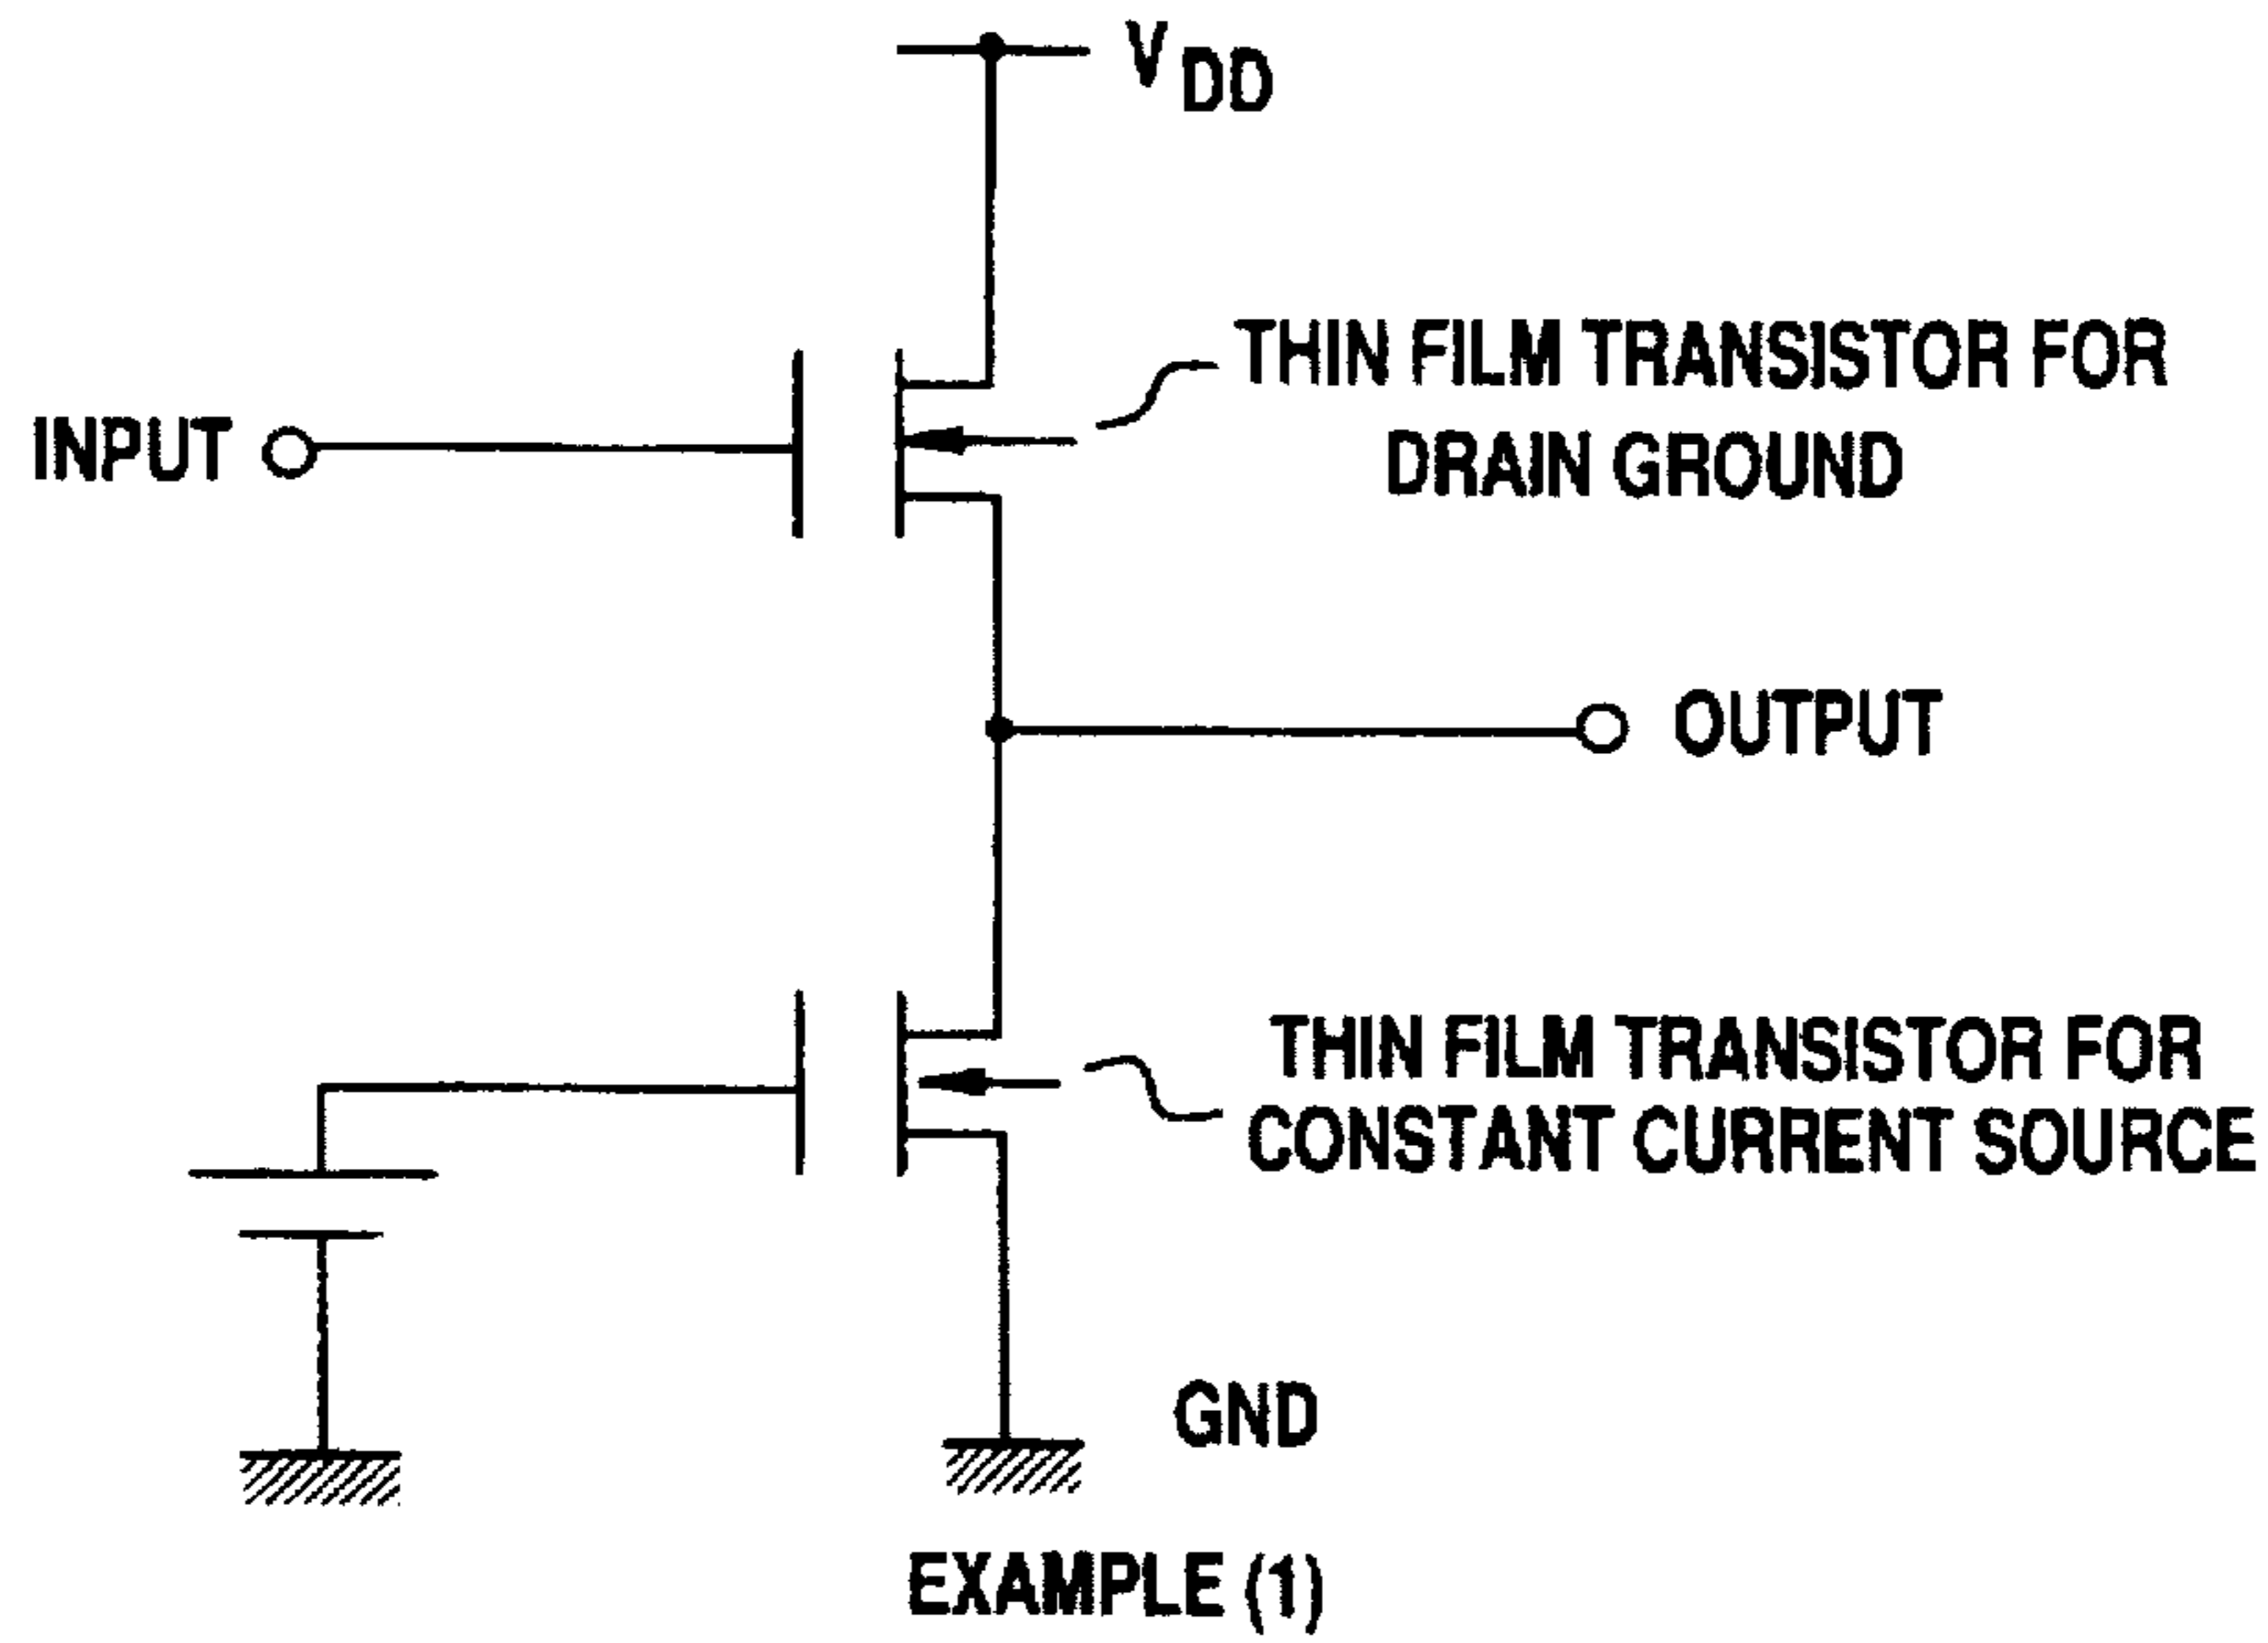 VDD
THIN FILM TRANSISTOR FOR
DRAIN GROUND
INPUT
OUTPUT
THIN FILM TRANSISTOR FOR
CONSTANT CURRENT SOURCE
GND
EXAMPLE (1)